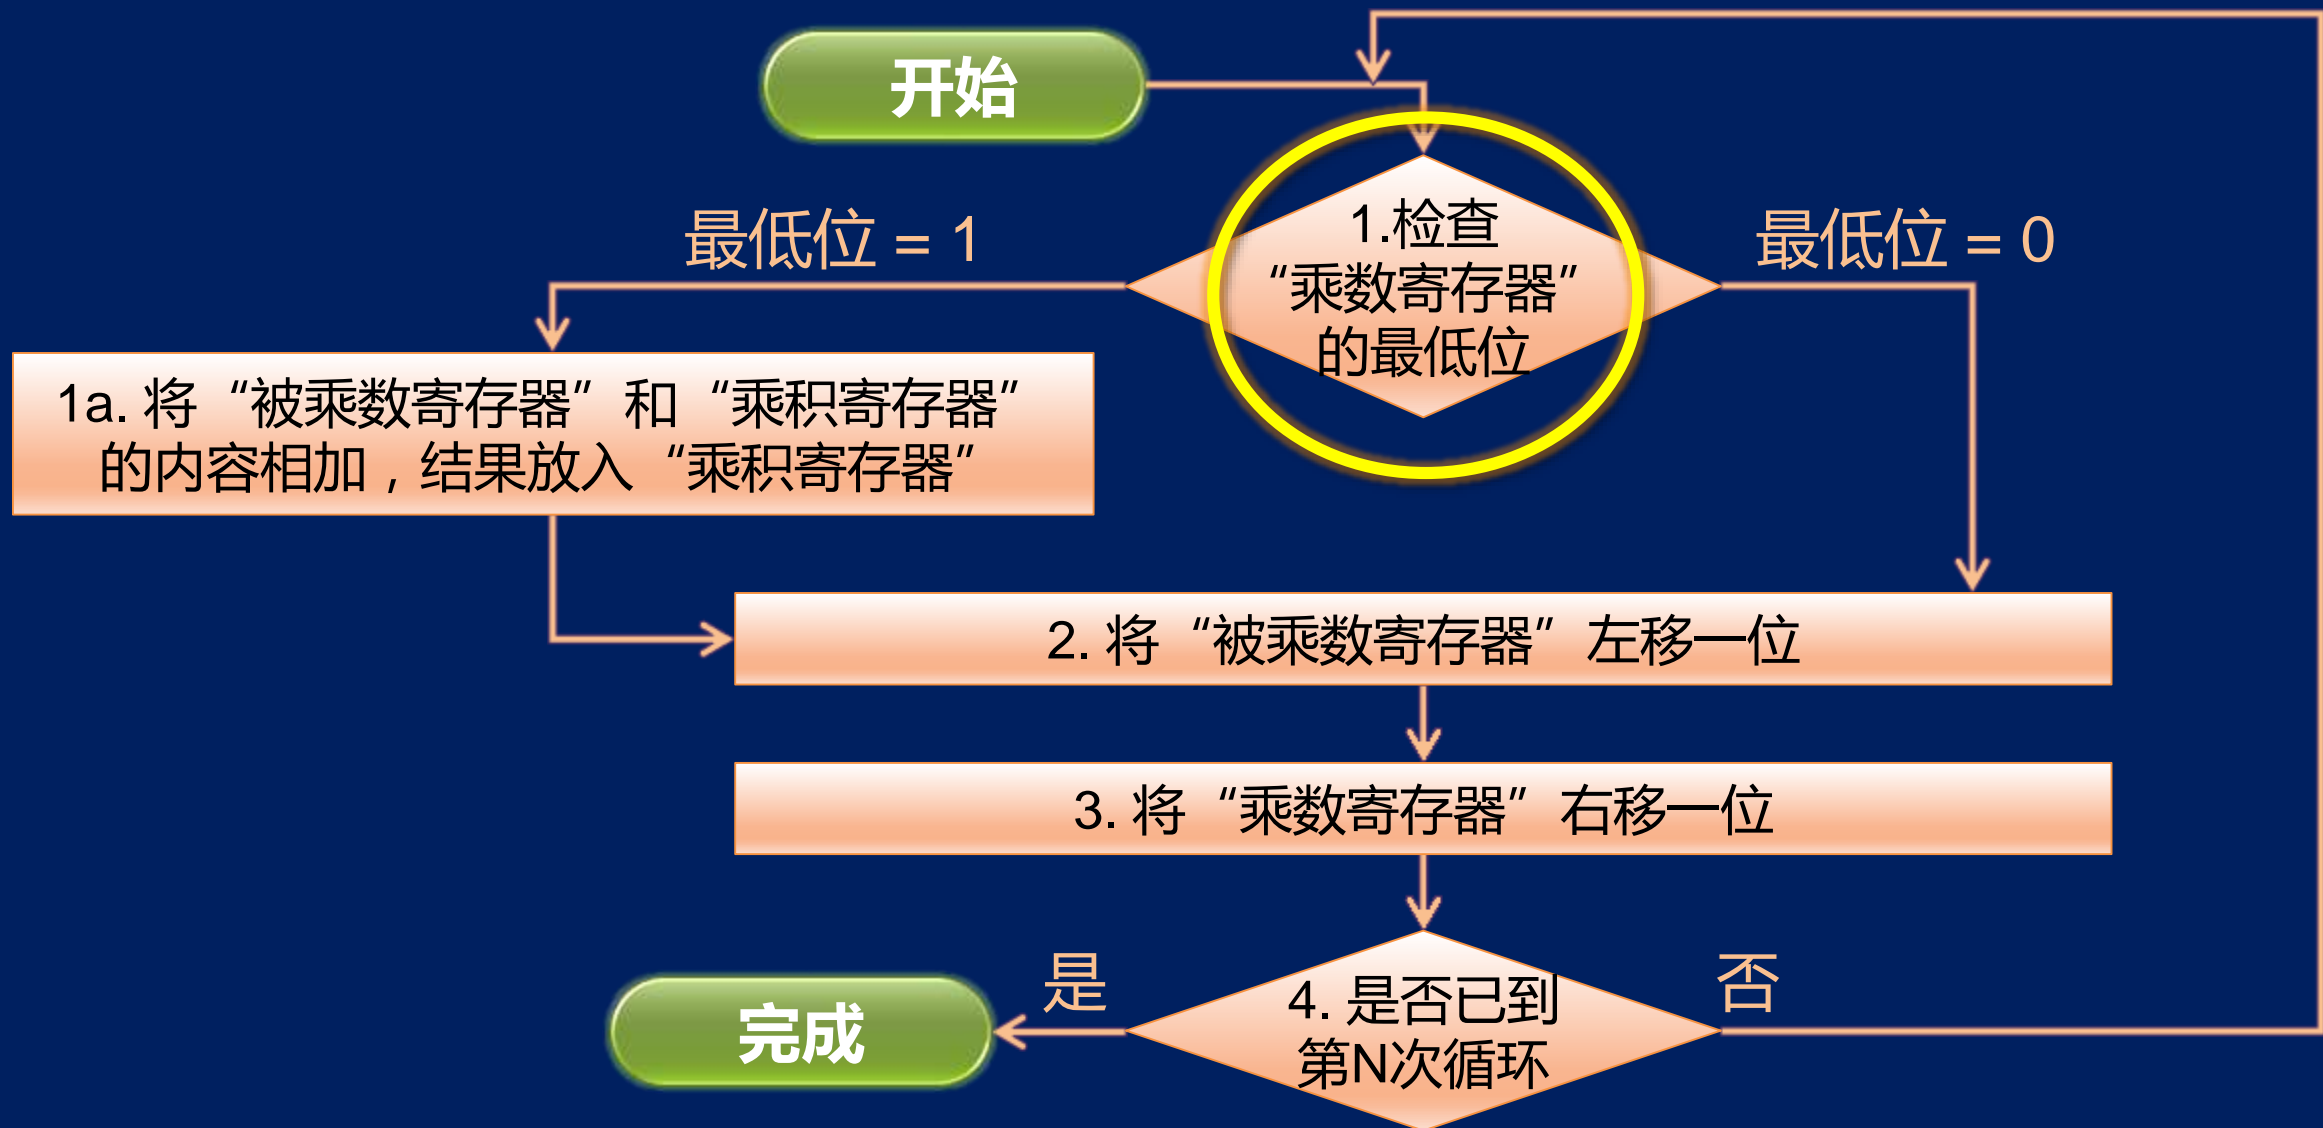 开始
1.检查
“乘数寄存器”
的最低位
最低位 = 1
最低位 = 0
1a. 将“被乘数寄存器”和“乘积寄存器”
的内容相加，结果放入“乘积寄存器”
2. 将“被乘数寄存器”左移一位
3. 将“乘数寄存器”右移一位
4. 是否已到
第N次循环
是
否
完成